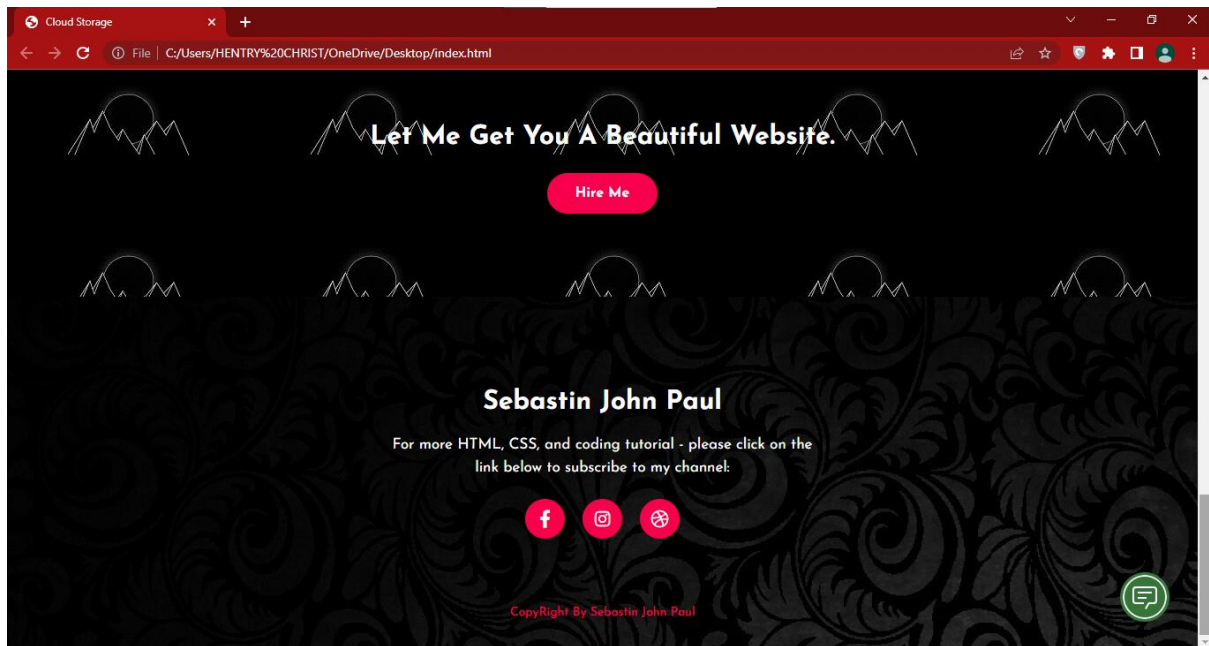 Cloud Storage
File | C:/Users/HENTRY%20CHRIST/OneDrive/Desktop/index.html
Let Me Get You A Beautiful Website.
Hire Me
Sebastin John Paul
For more HTML, CSS, and coding tutorial - please click on the
link below to subscribe to my channel:
CopyRight By Sebastin John Paul